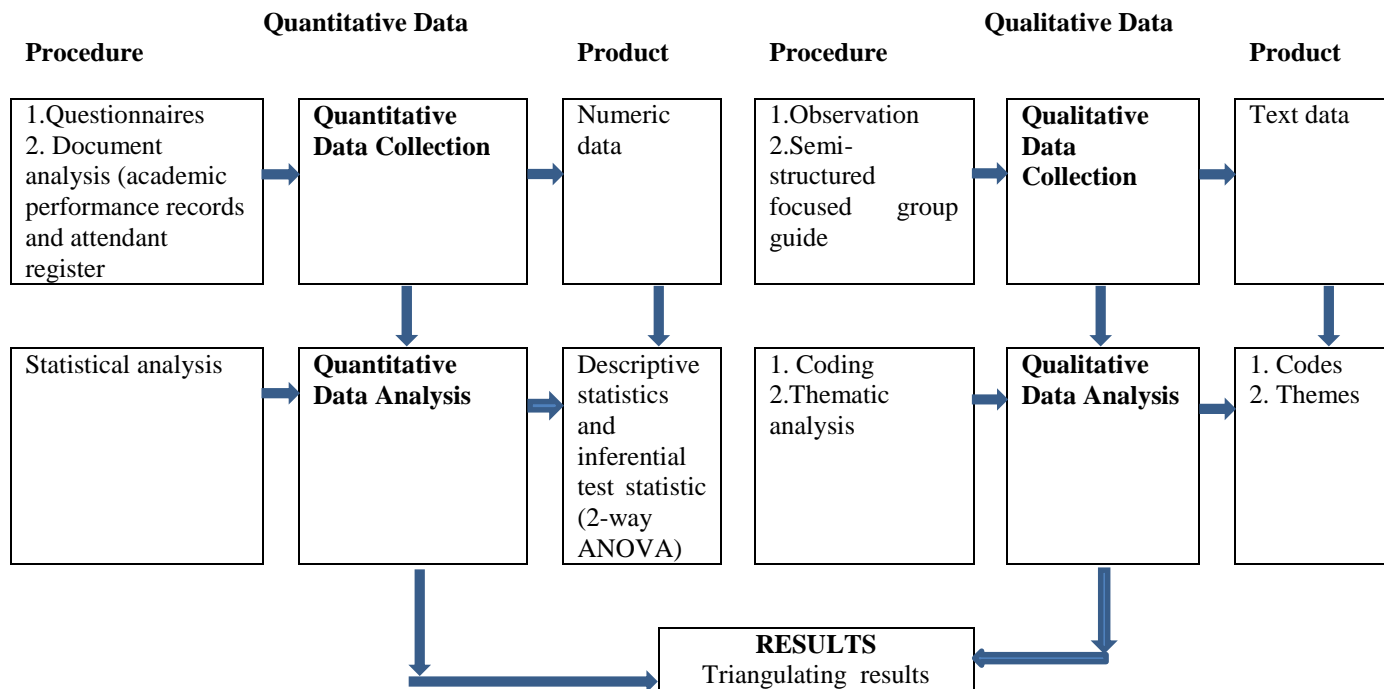 Quantitative Data
Qualitative Data
Procedure
Product
Procedure
Product
1.Questionnaires
2. Document
analysis (academic
performance records
and attendant
register
Quantitative
Data Collection
Numeric
data
1.Observation
2.Semi-
structured
focused group
guide
Qualitative
Data
Collection
Text data
Statistical analysis
Quantitative
Data Analysis
Descriptive
statistics
and
inferential
test statistic
(2-way
ANOVA)
1. Coding
2.Thematic
analysis
Qualitative
Data Analysis
1. Codes
2. Themes
RESULTS
Triangulating results